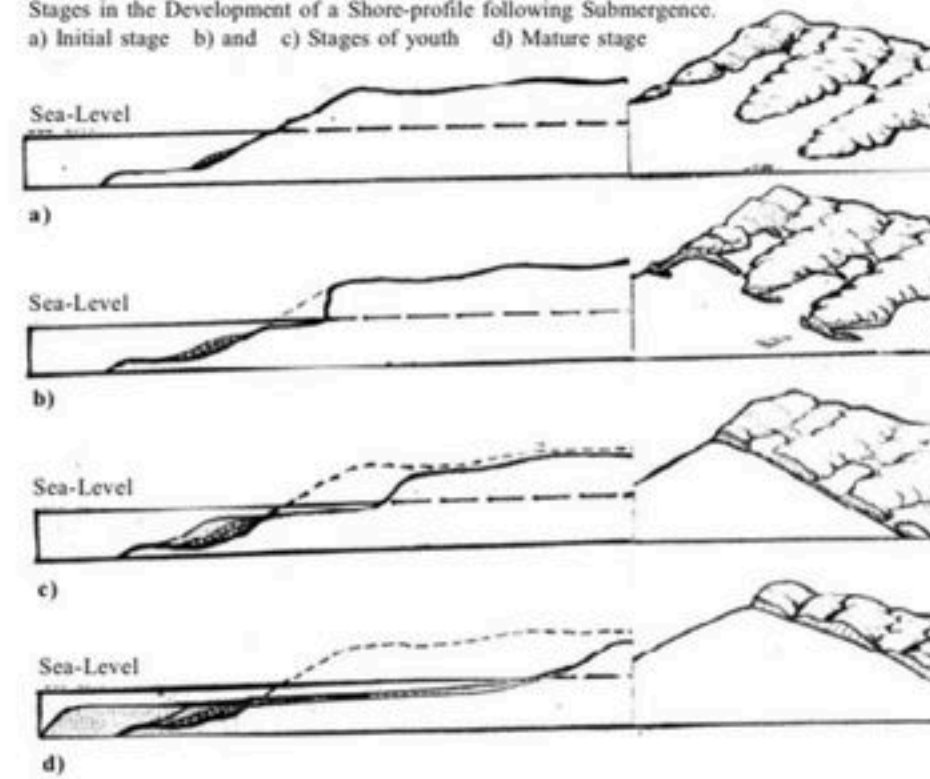 Stages in the Development of a Shore-profile following Submergence.
a) Initial stage b) and c) Stages of youth d) Mature stage
Sea-Level
a)
Sea-Level
b)
Sea-Level
c)
Sea-Level
d)